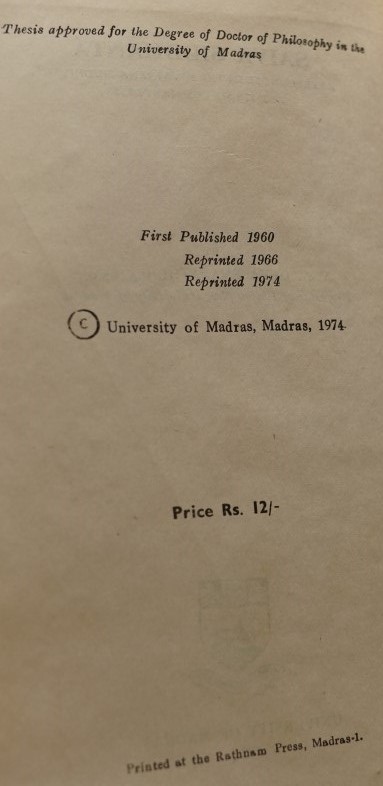 Thesis approved for the Degree of Doctor of Philosophy in the
University of Madras
First Published 1960
Reprinted 1966
Reprinted 1974
© University of Madras, Madras, 1974
Price Rs. 12/-
Printed at the Rathnam Press, Madras-1.